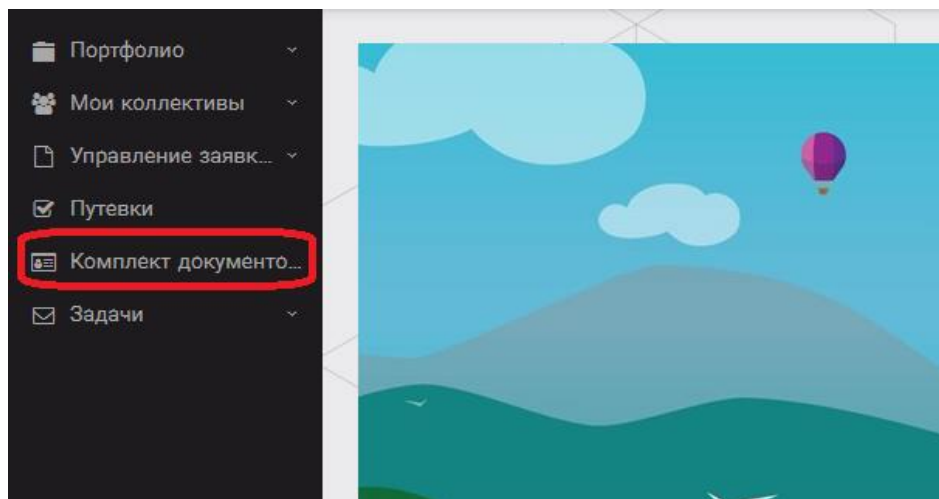 Портфолио
Мои коллективы
Управление заявк...
Путевки
Комплект документо...
Задачи